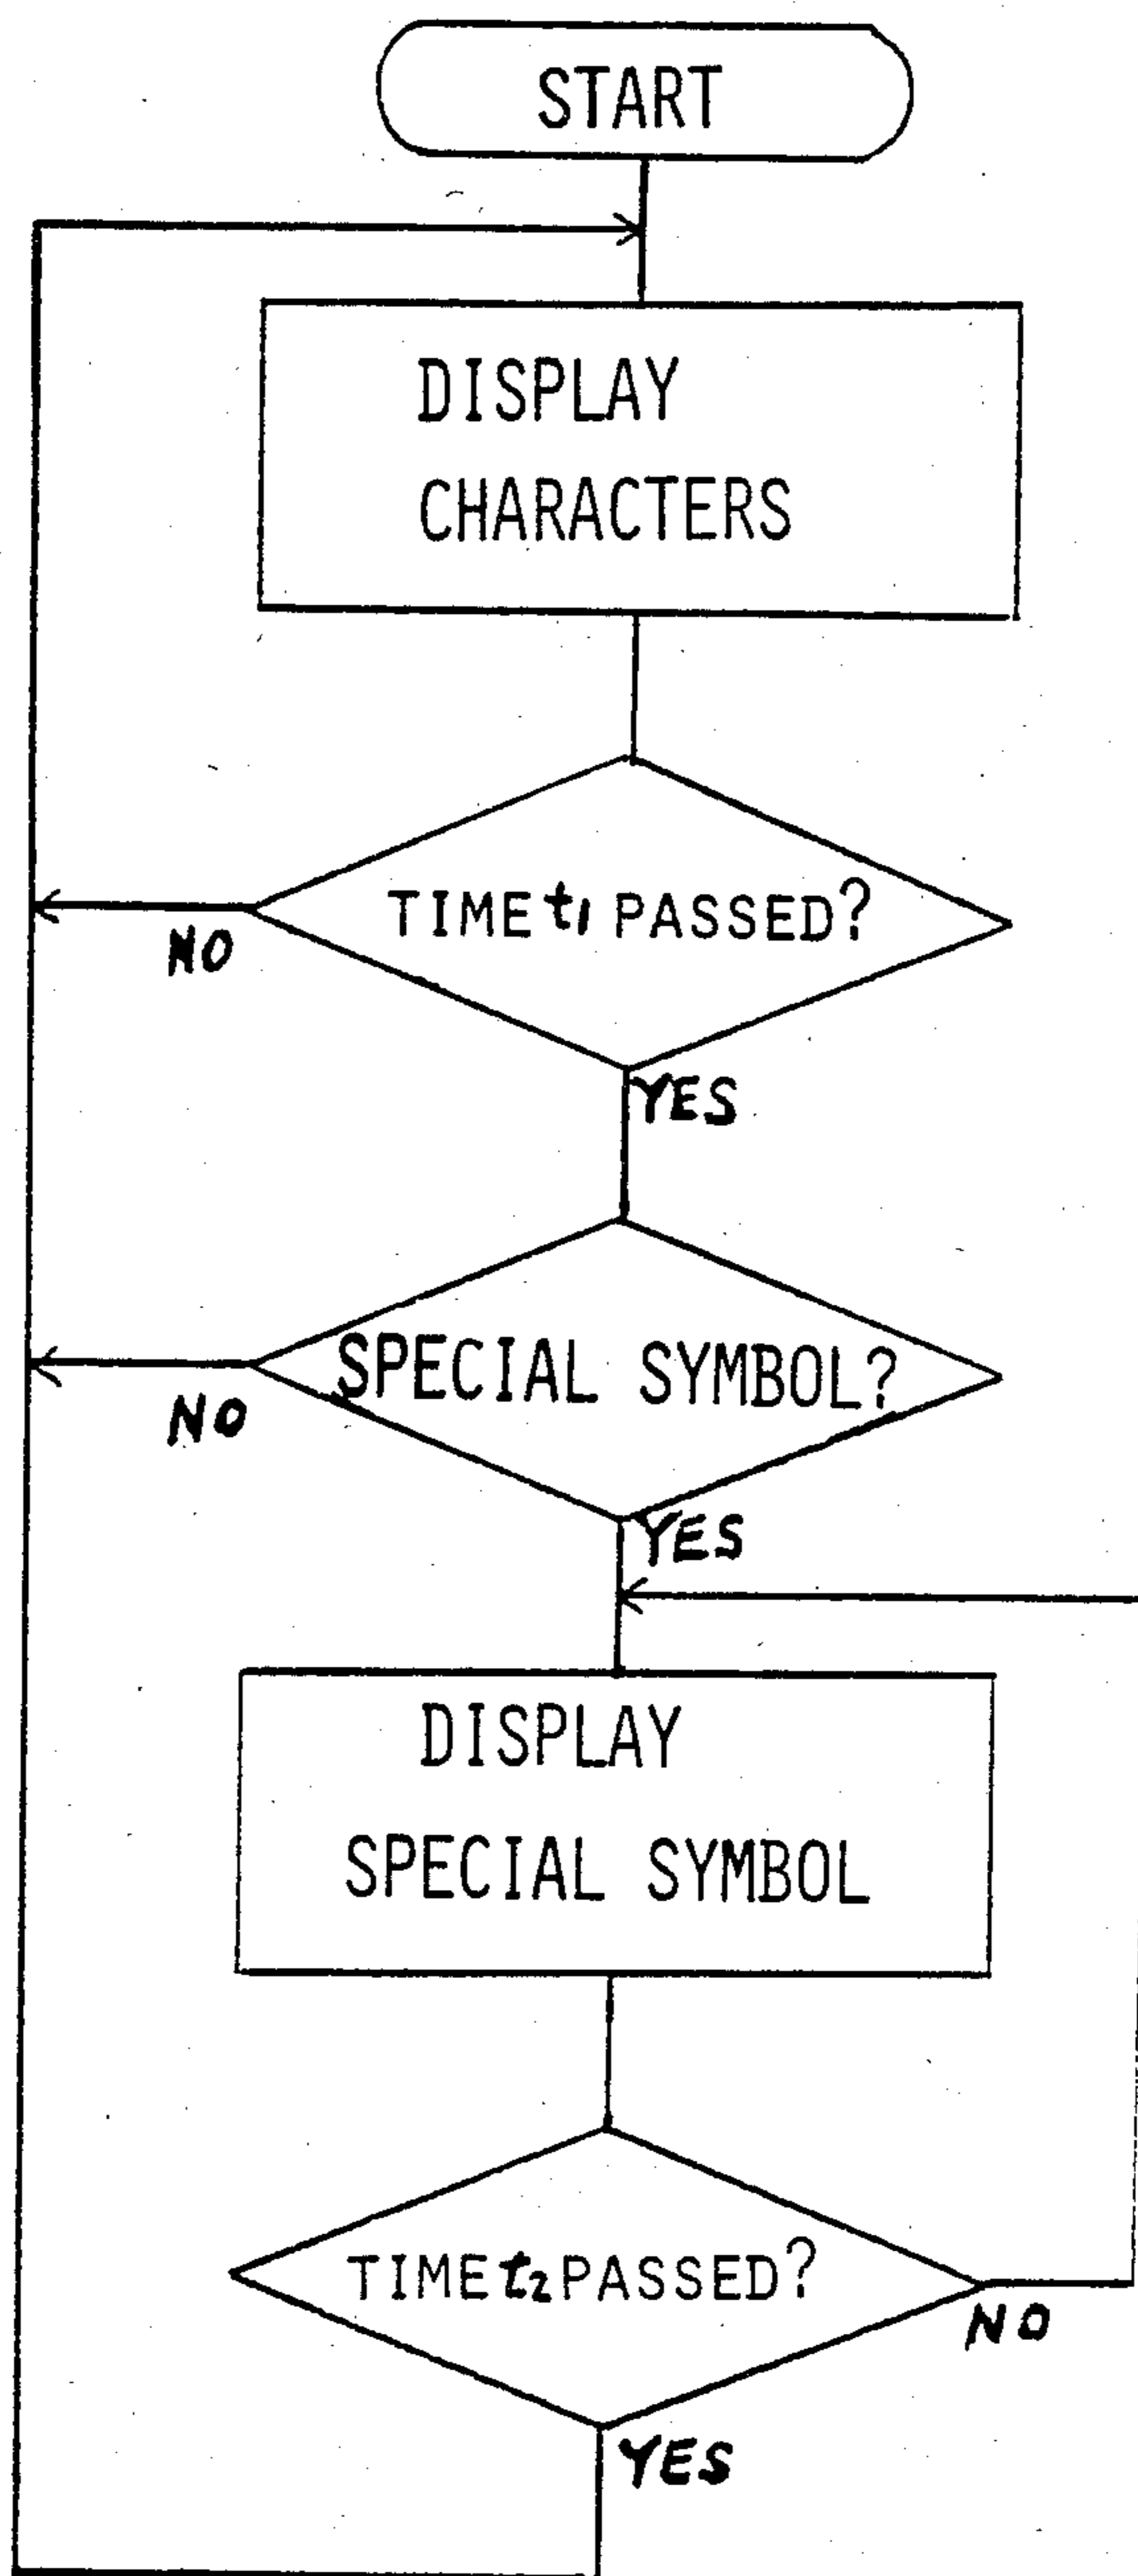 START
DISPLAY
CHARACTERS
TIME t1 PASSED?
NO
YES
SPECIAL SYMBOL?
NO
YES
DISPLAY
SPECIAL SYMBOL
TIME t2 PASSED?
NO
YES